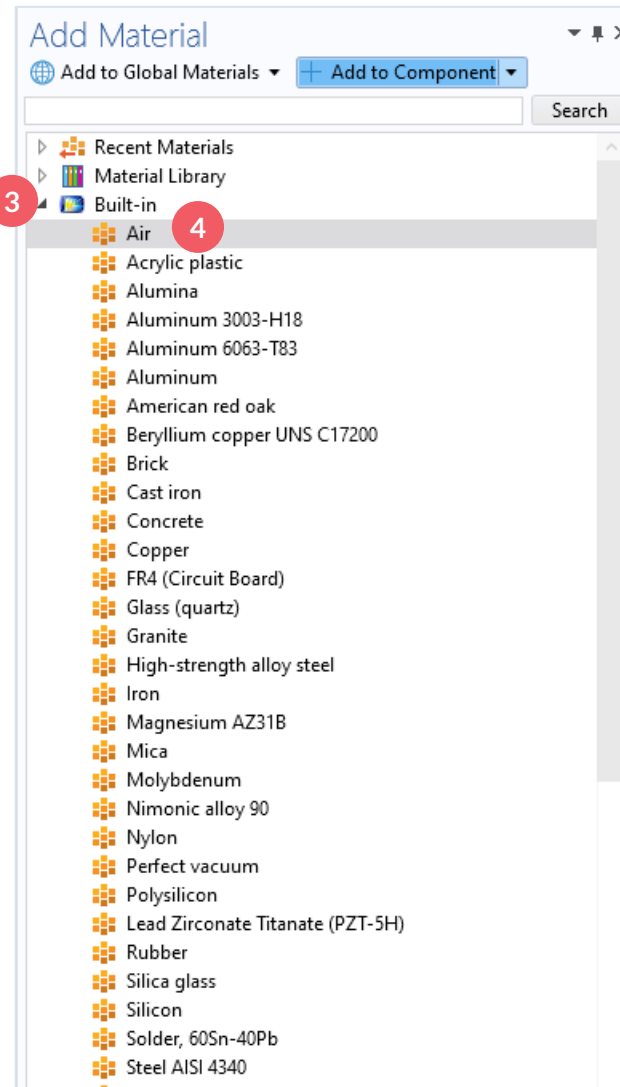 Add Material
Add to Global Materials Add to Component
Search
Recent Materials
Material Library
3 Built-in
Air 4
Acrylic plastic
Alumina
Aluminum 3003-H18
Aluminum 6063-T83
Aluminum
American red oak
Beryllium copper UNS C17200
Brick
Cast iron
Concrete
Copper
FR4 (Circuit Board)
Glass (quartz)
Granite
High-strength alloy steel
Iron
Magnesium AZ31B
Mica
Molybdenum
Nimonic alloy 90
Nylon
Perfect vacuum
Polysilicon
Lead Zirconate Titanate (PZT-5H)
Rubber
Silica glass
Silicon
Solder, 60Sn-40Pb
Steel AISI 4340